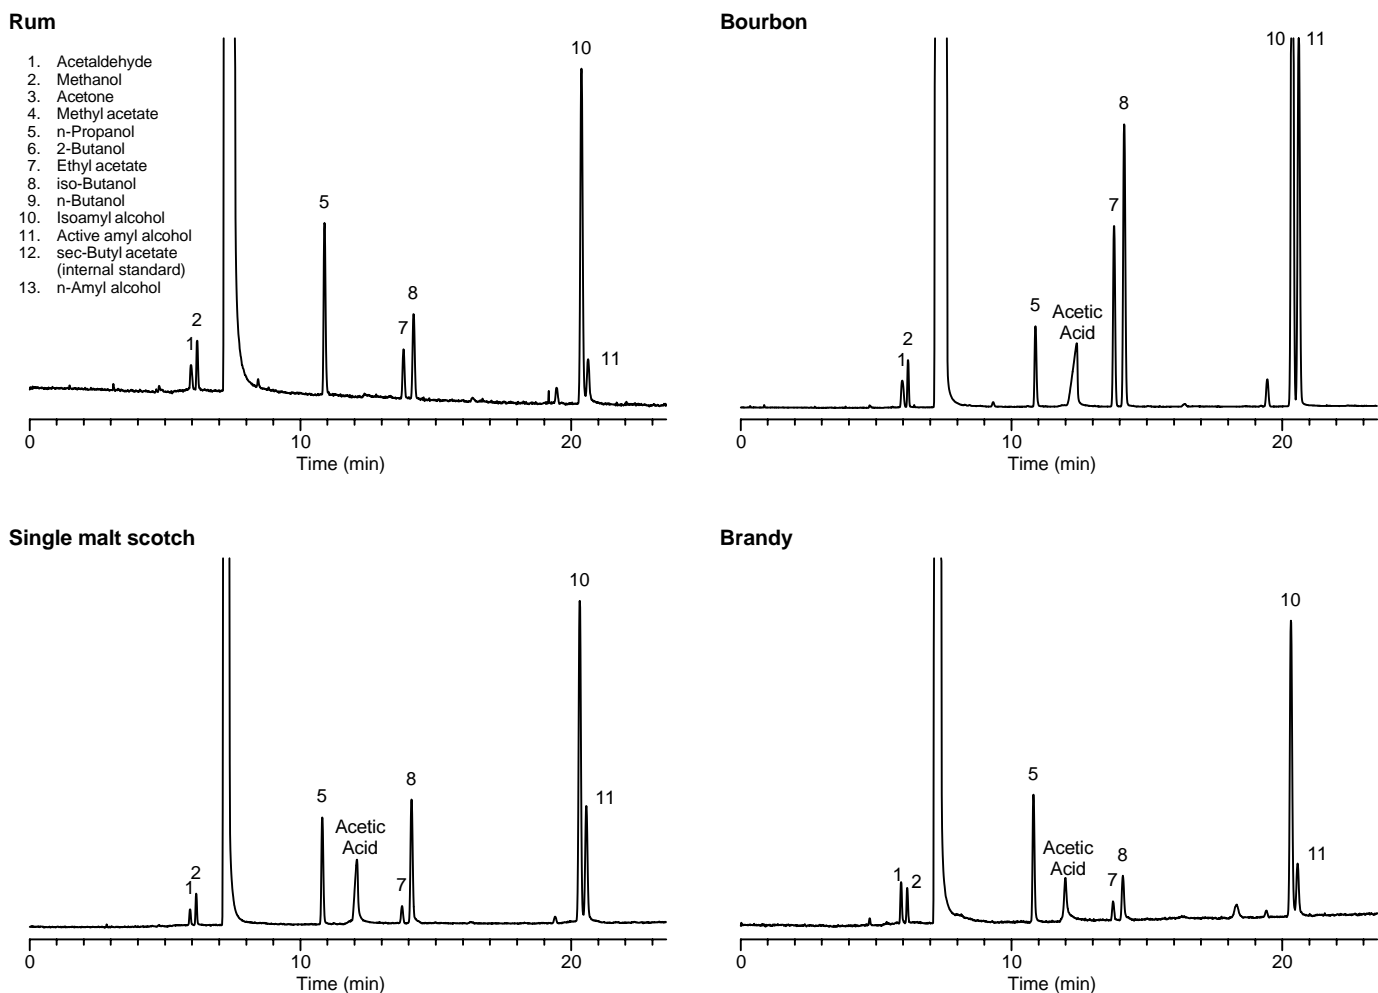 Rum
1. Acetaldehyde
2. Methanol
3. Acetone
4. Methyl acetate
5. n-Propanol
6. 2-Butanol
7. Ethyl acetate
8. iso-Butanol
9. n-Butanol
10. Isoamyl alcohol
11. Active amyl alcohol
12. sec-Butyl acetate
(internal standard)
13. n-Amyl alcohol
1
2
5
7
8
10
11
0 10 20
Time (min)
Bourbon
1
2
5
Acetic
Acid
7
8
10
11
0 10 20
Time (min)
Single malt scotch
1
2
5
Acetic
Acid
7
8
10
11
0 10 20
Time (min)
Brandy
1
2
5
Acetic
Acid
7
8
10
11
0 10 20
Time (min)